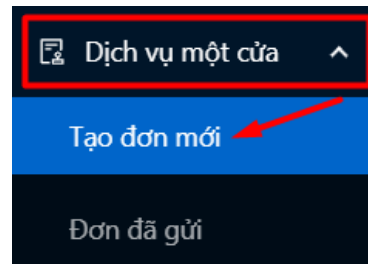 Dịch vụ một cửa
Tạo đơn mới
Đơn đã gửi